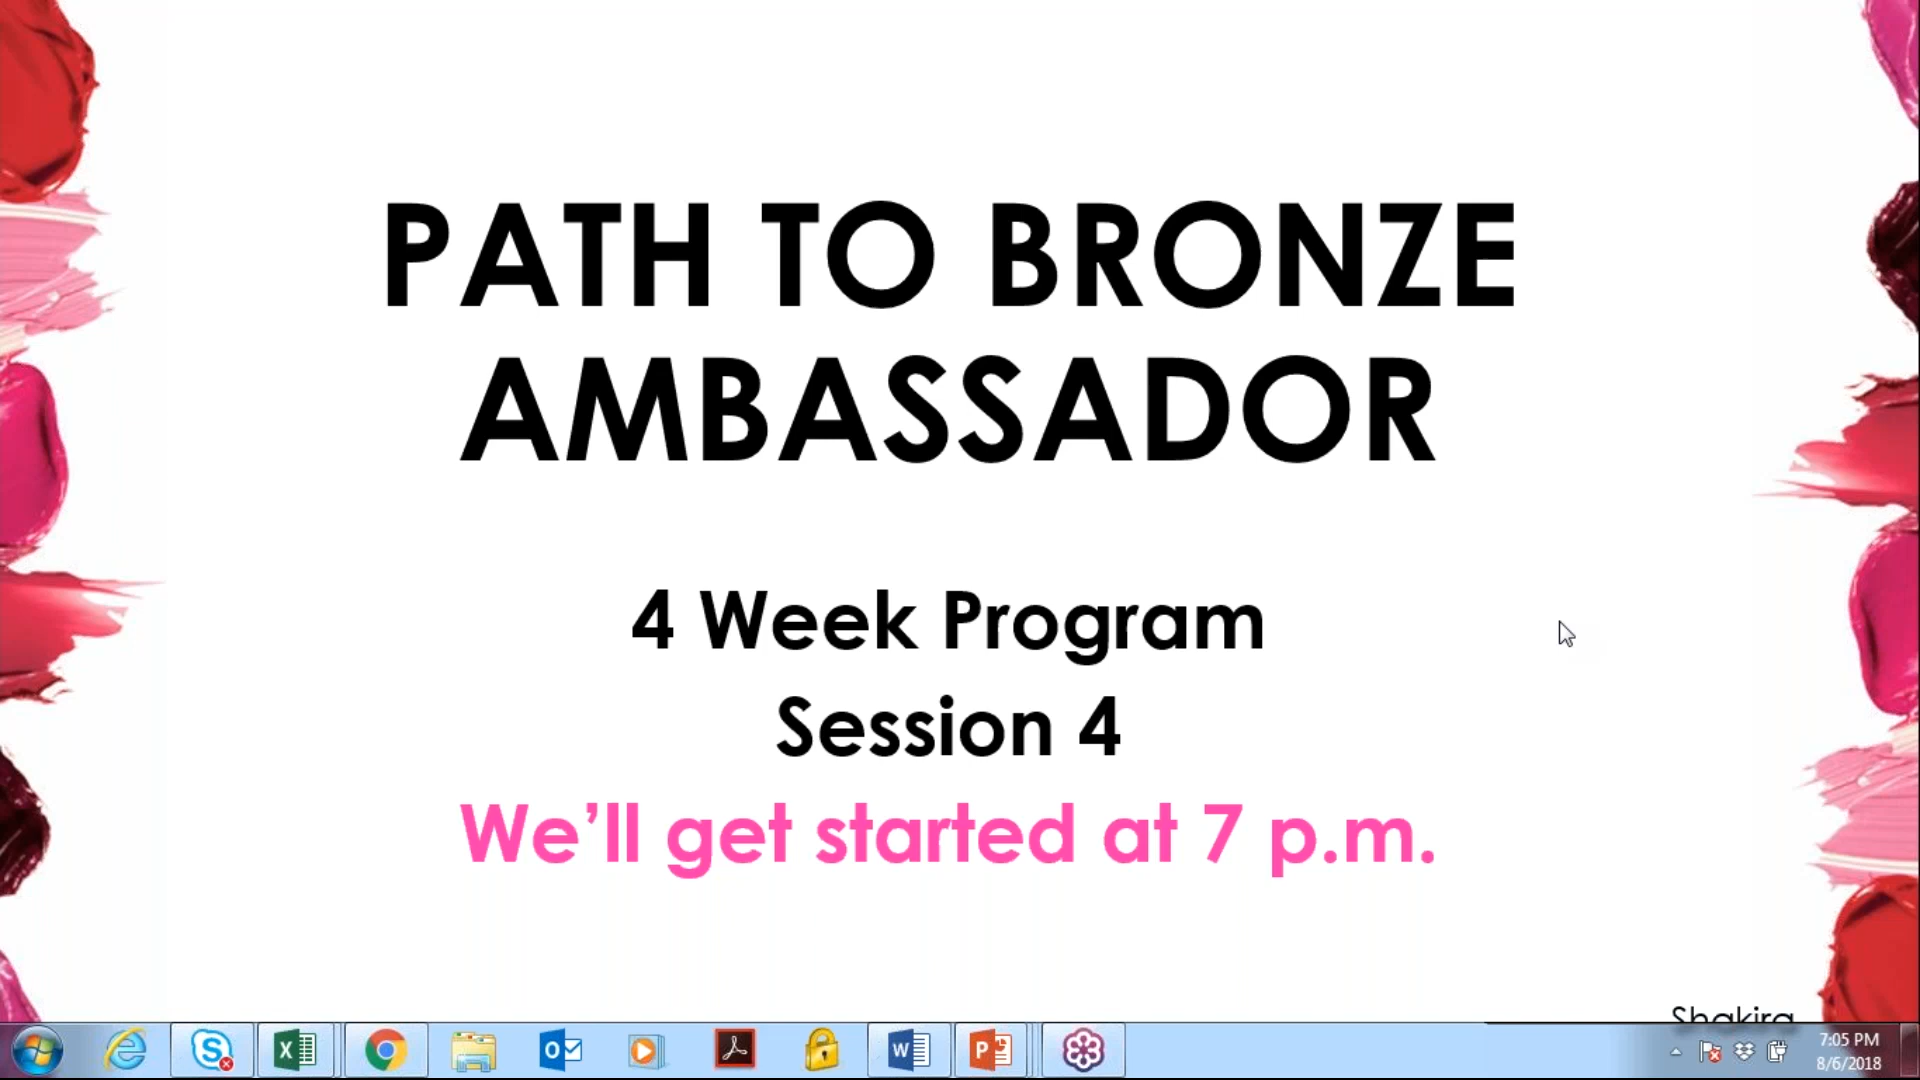 PATH TO BRONZE
AMBASSADOR
4 Week Program
Session 4
We’ll get started at 7 p.m.
Shakira
7:05 PM
8/6/2018